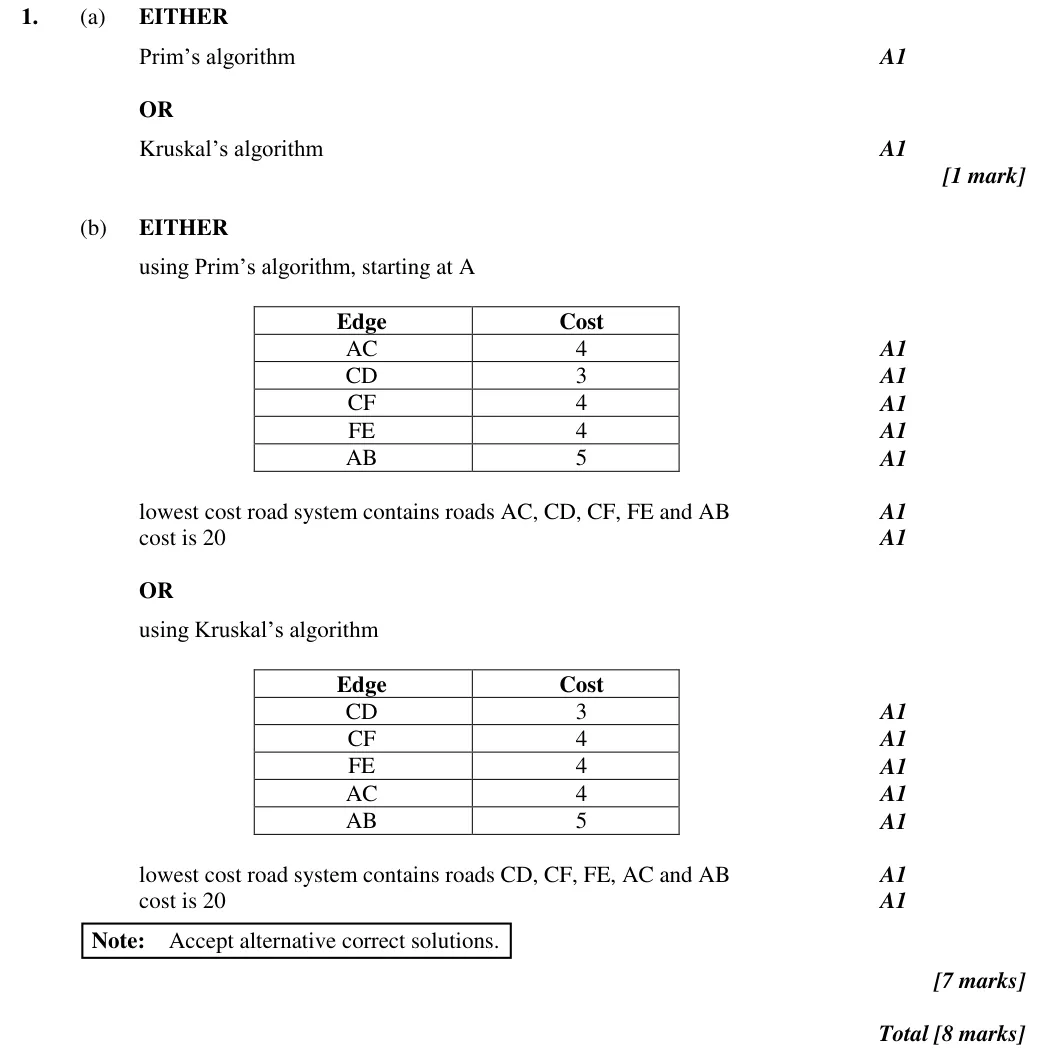 1. (a) EITHER
Prim's algorithm A1
OR
Kruskal's algorithm A1
[1 mark]
(b) EITHER
using Prim's algorithm, starting at A
Edge Cost
AC 4 A1
CD 3 A1
CF 4 A1
FE 4 A1
AB 5 A1
lowest cost road system contains roads AC, CD, CF, FE and AB A1
cost is 20 A1
OR
using Kruskal's algorithm
Edge Cost
CD 3 A1
CF 4 A1
FE 4 A1
AC 4 A1
AB 5 A1
lowest cost road system contains roads CD, CF, FE, AC and AB A1
cost is 20 A1
Note: Accept alternative correct solutions.
[7 marks]
Total [8 marks]